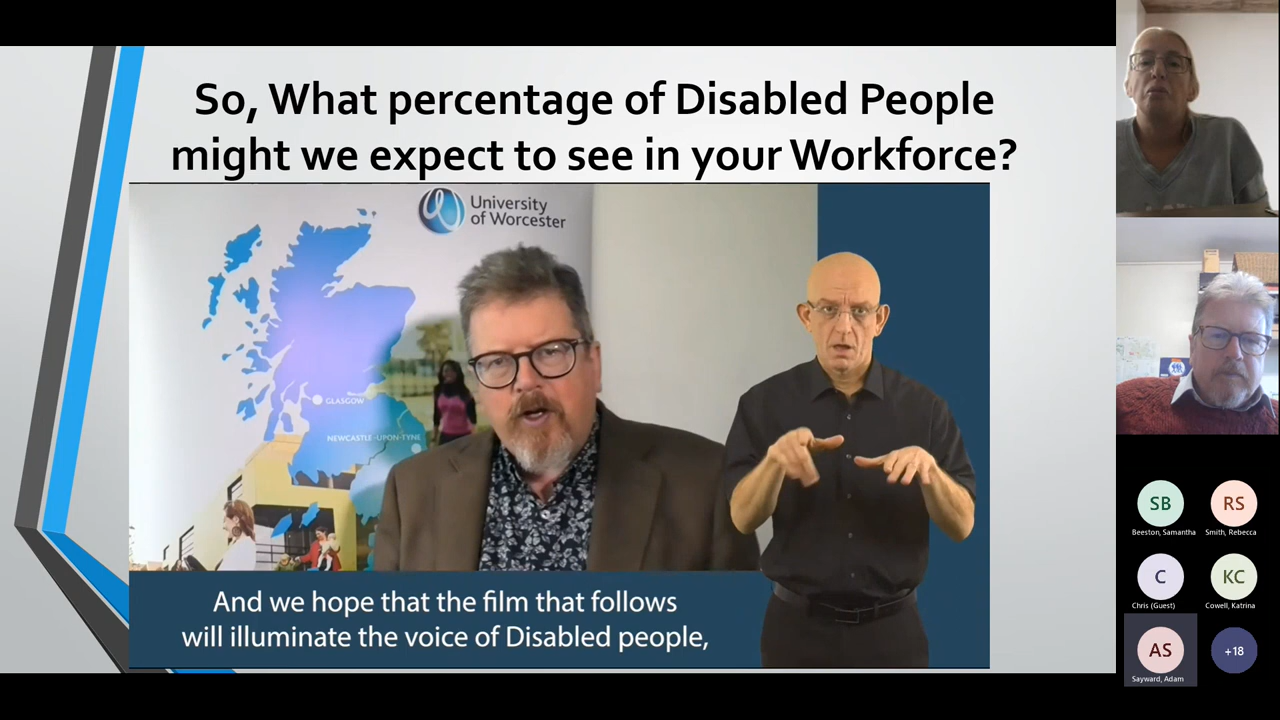 So, What percentage of Disabled People
might we expect to see in your Workforce?
University
of Worcester
GLASGOW
NEWCASTLE-UPON-TYNE
And we hope that the film that follows
will illuminate the voice of Disabled people,
SB
RS
Beeston, Samantha
Smith, Rebecca
C
KC
Chris (Guest)
Cowell, Katrina
AS
+18
Sayward, Adam